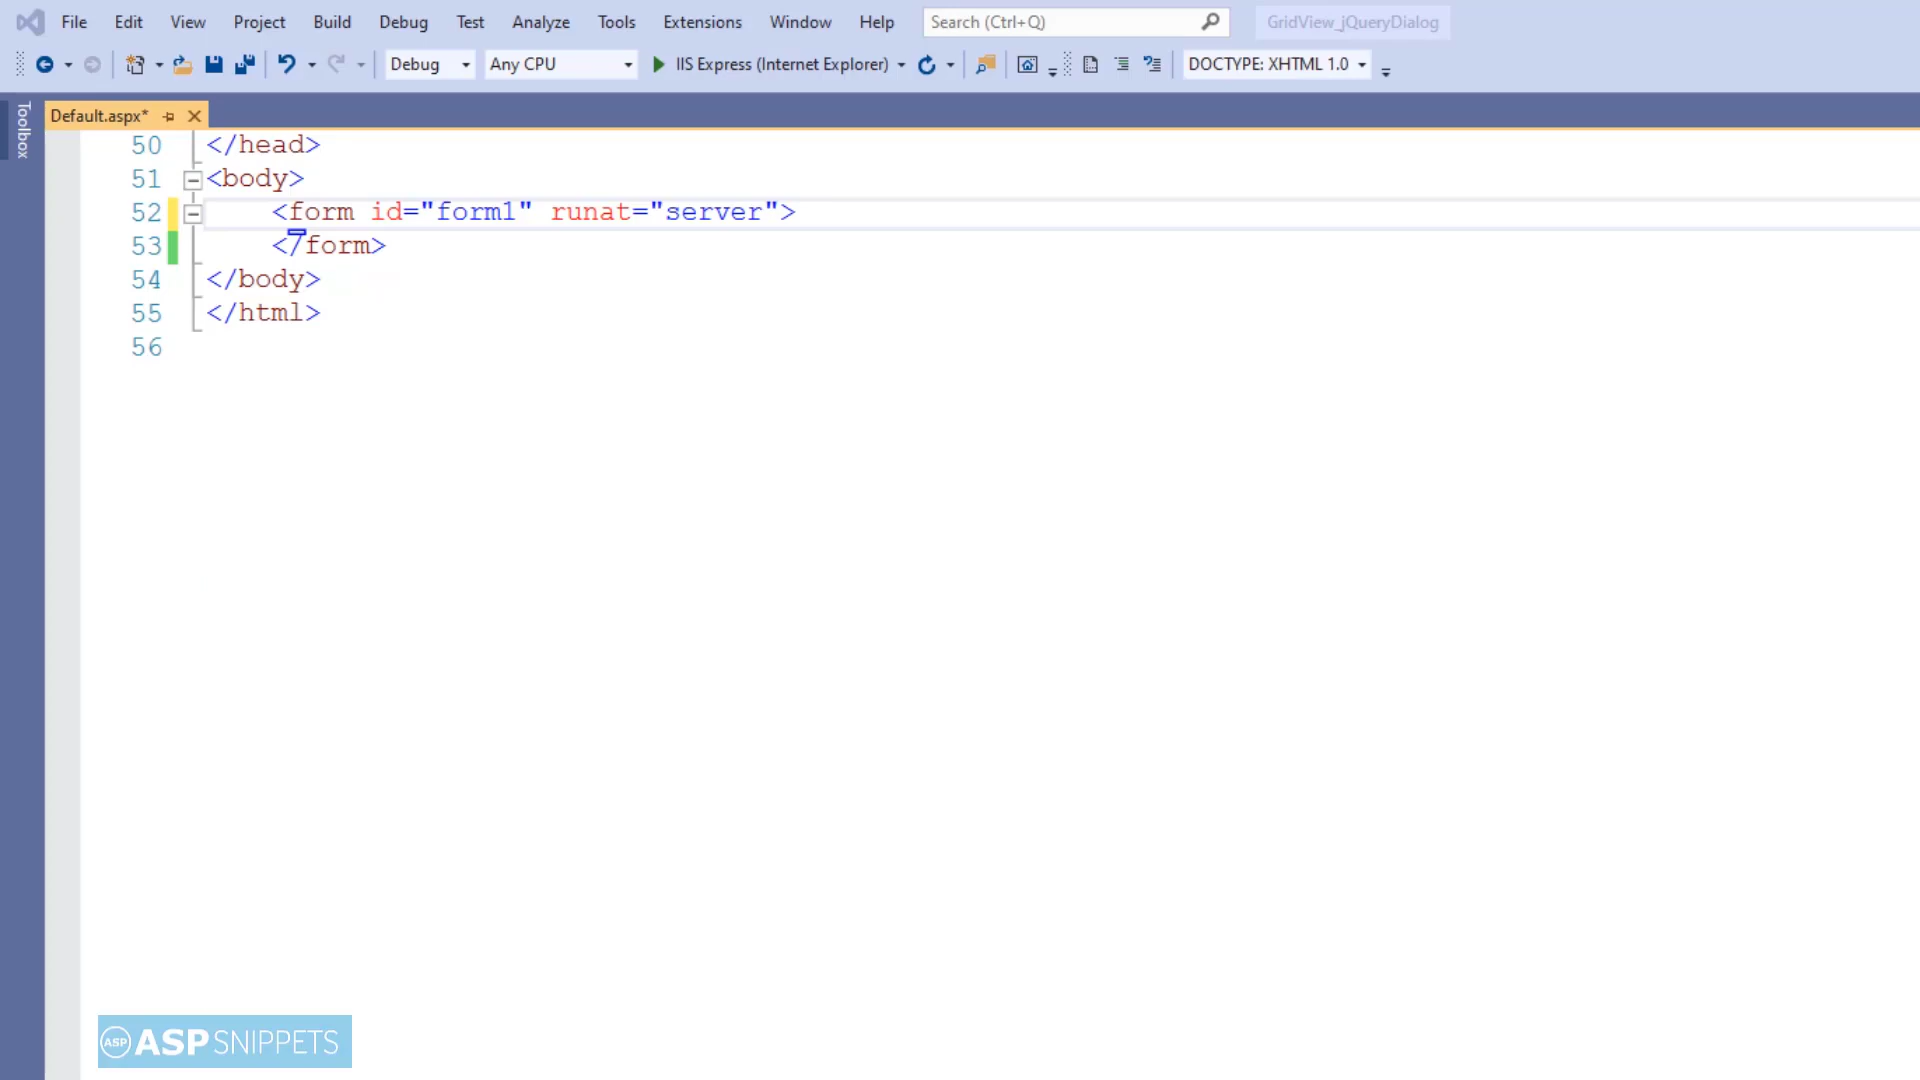 File Edit View Project Build Debug Test Analyze Tools Extensions Window Help Search (Ctrl+Q) GridView_jQueryDialog
Debug Any CPU IIS Express (Internet Explorer) DOCTYPE: XHTML 1.0
Toolbox
Default.aspx*
50 </head>
51 <body>
52 <form id="form1" runat="server">
53 </form>
54 </body>
55 </html>
56
ASP ASPSNIPPETS